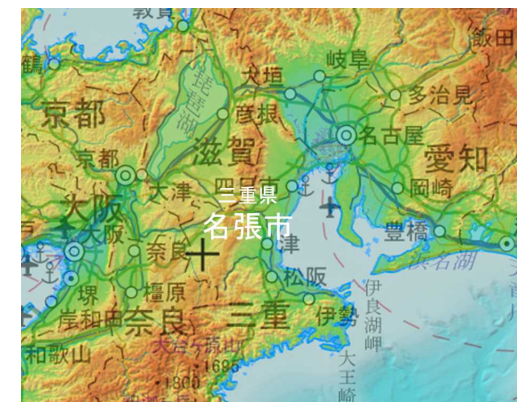 敦賀
鶴
岐阜
飯田
大垣
琵琶湖
多治見
京都
彦根
名古屋
滋賀
愛知
京都
大津
四日市
岡崎
三重県
名張市
大阪
大阪
豊橋
奈良
津
浜名湖
松阪
堺
橿原
伊良湖岬
岸和田
奈良
三重
伊勢
和歌山
大台ヶ原山
・1695
大王崎